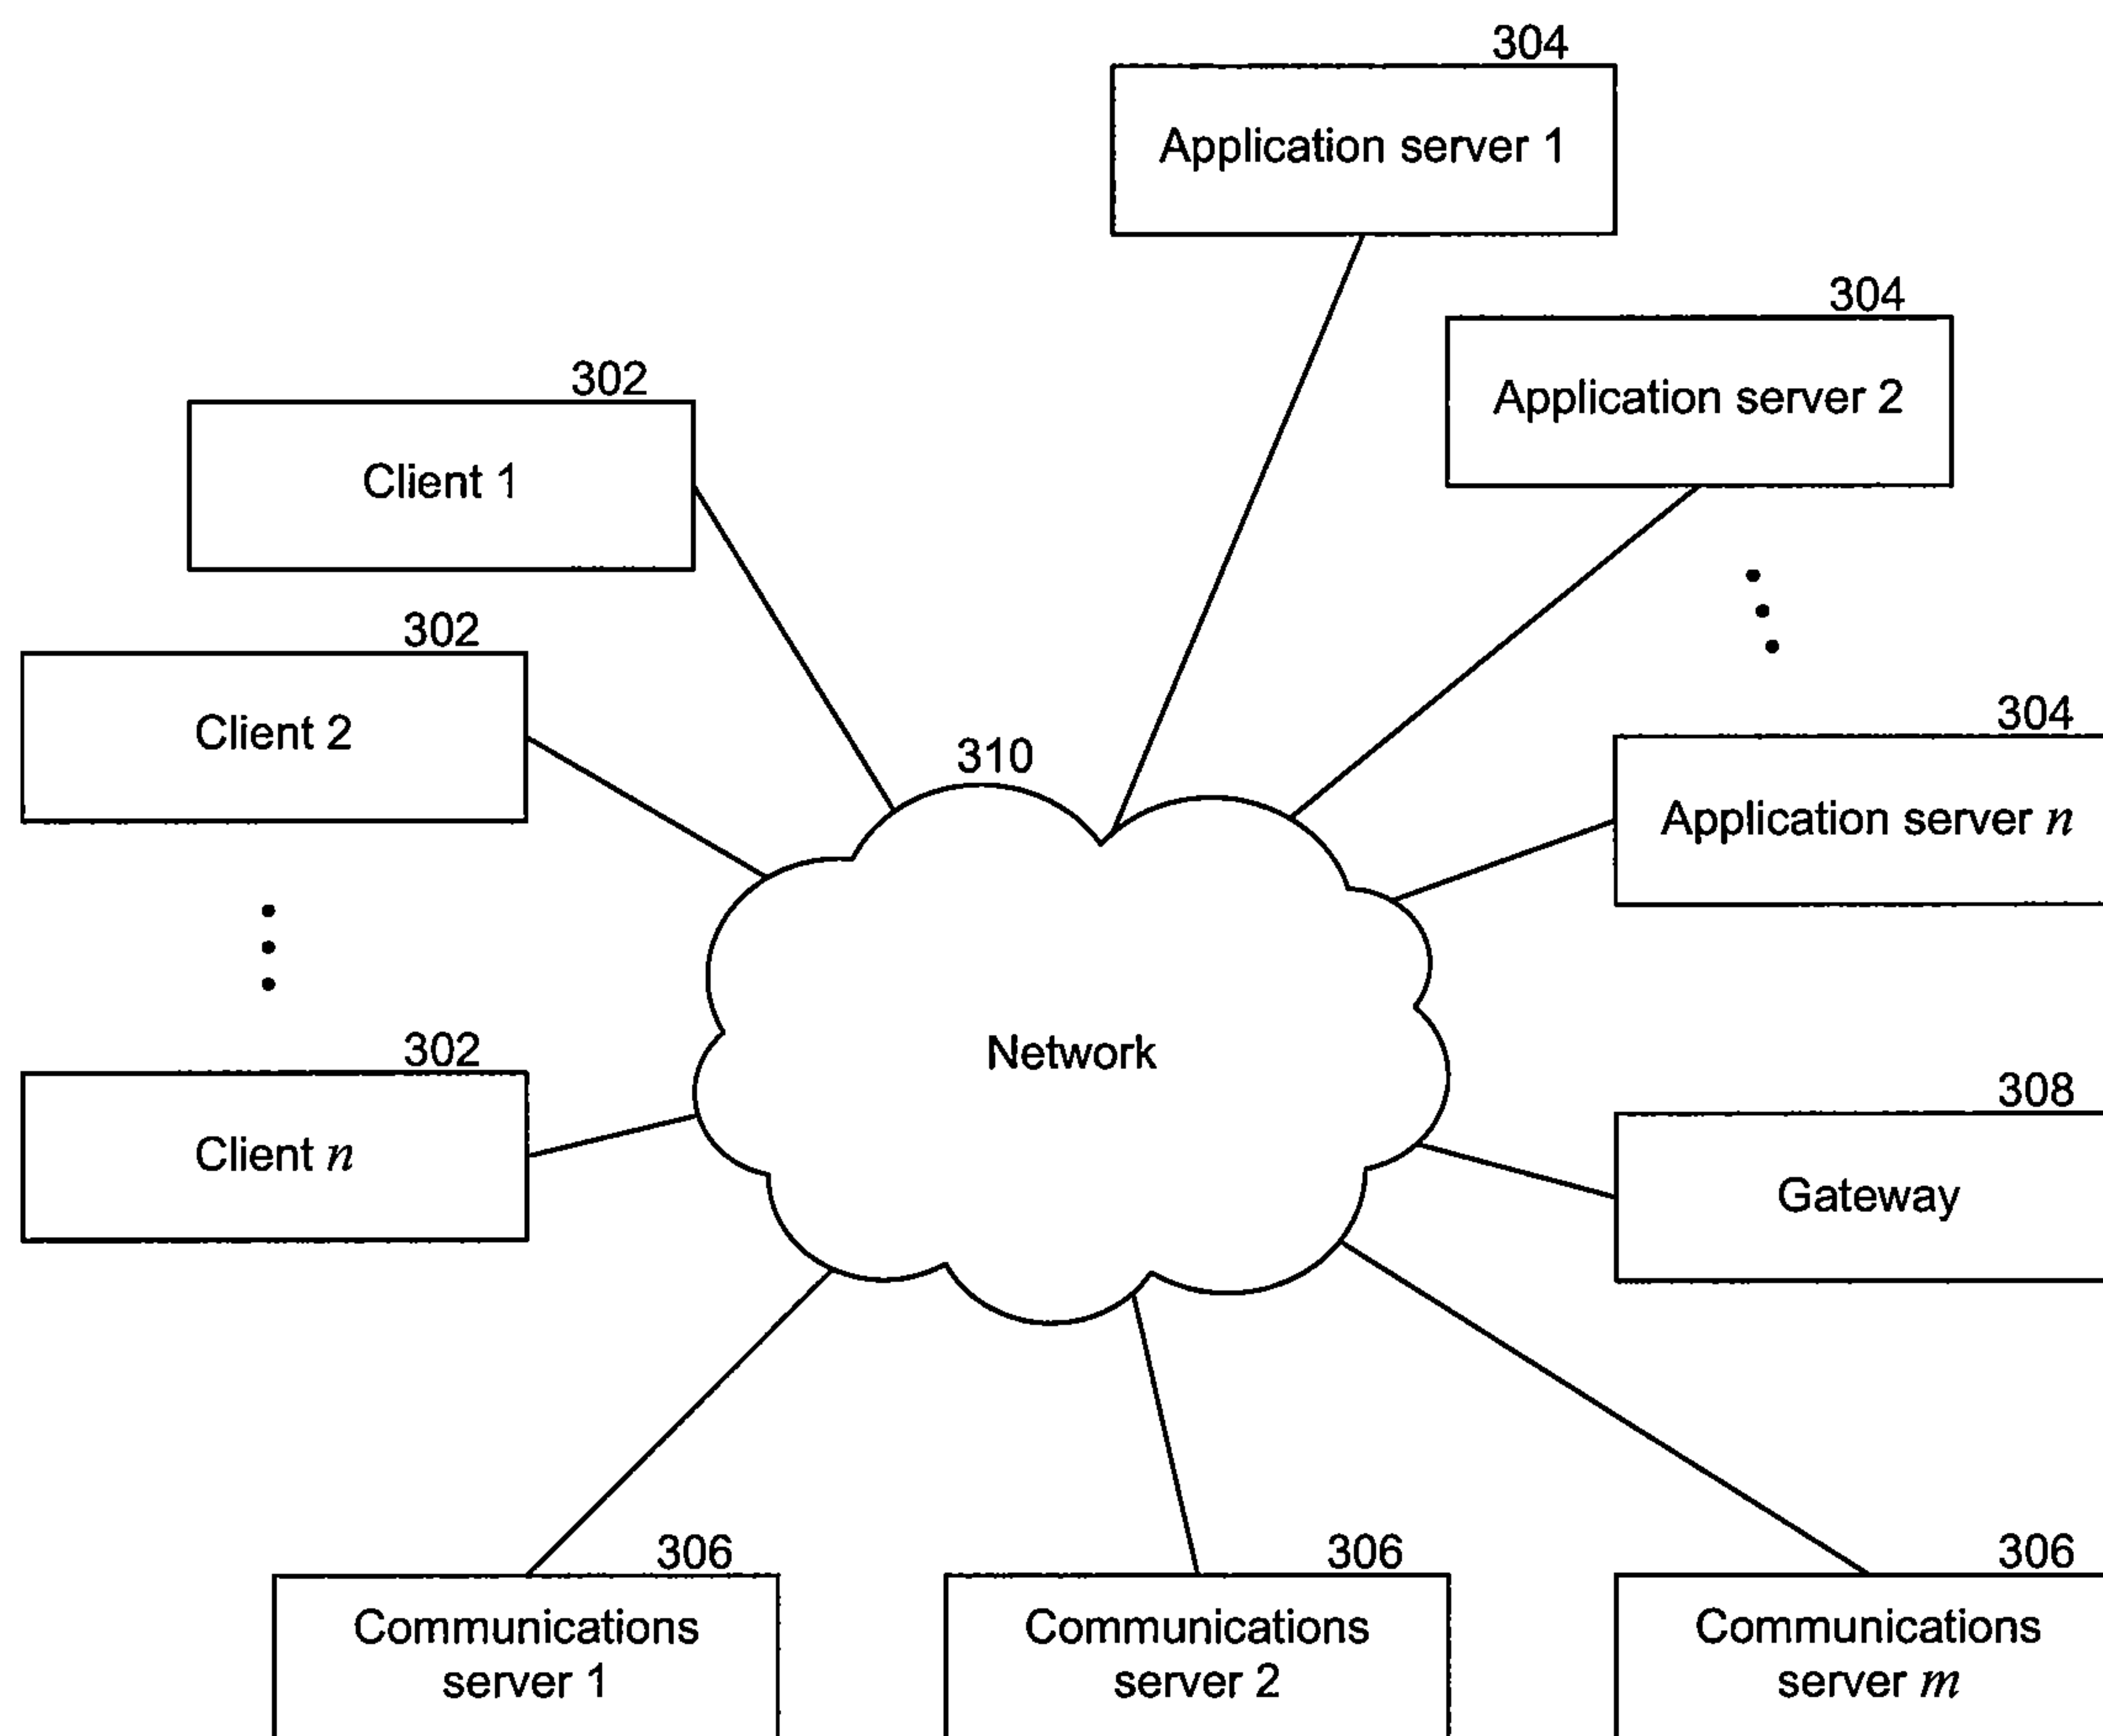 304
Application server 1
304
Application server 2
302
Client 1
302
Client 2
304
Application server n
310
Network
302
Client n
308
Gateway
306
Communications
server 1
306
Communications
server 2
306
Communications
server m